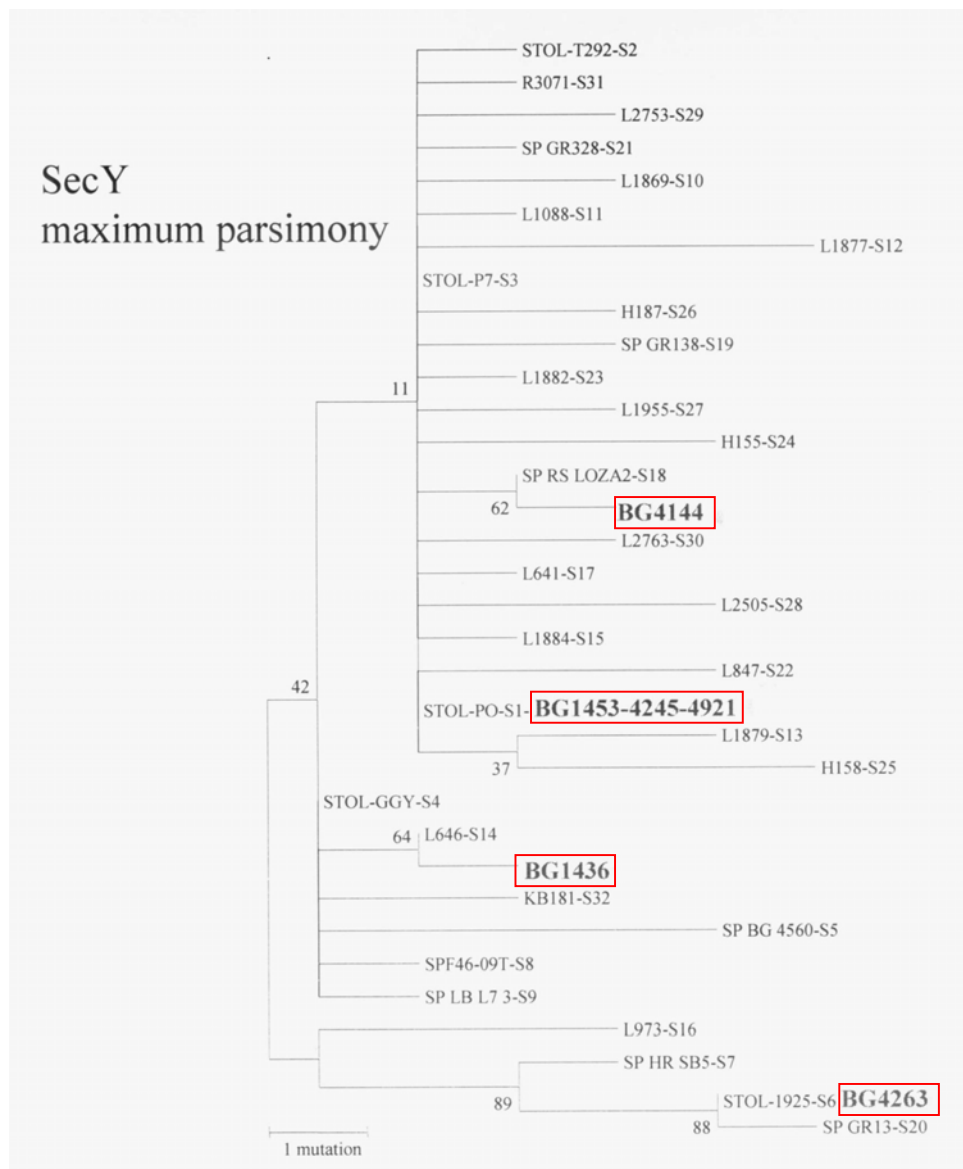 STOL-T292-S2
R3071-S31
L2753-S29
SP GR328-S21
SecY
L1869-S10
L1088-S11
maximum parsimony
L1877-S12
STOL-P7-S3
H187-S26
SP GR138-S19
L1882-S23
11
L1955-S27
H155-S24
SP RS LOZA2-S18
62
BG4144
L2763-S30
L641-S17
L2505-S28
L1884-S15
L847-S22
42
STOL-PO-S1-BG1453-4245-4921
L1879-S13
37
H158-S25
STOL-GGY-S4
64
L646-S14
BG1436
KB181-S32
SP BG 4560-S5
SPF46-09T-S8
SP LB L7 3-S9
L973-S16
SP HR SB5-S7
89
STOL-1925-S6 BG4263
88
SP GR13-S20
1 mutation